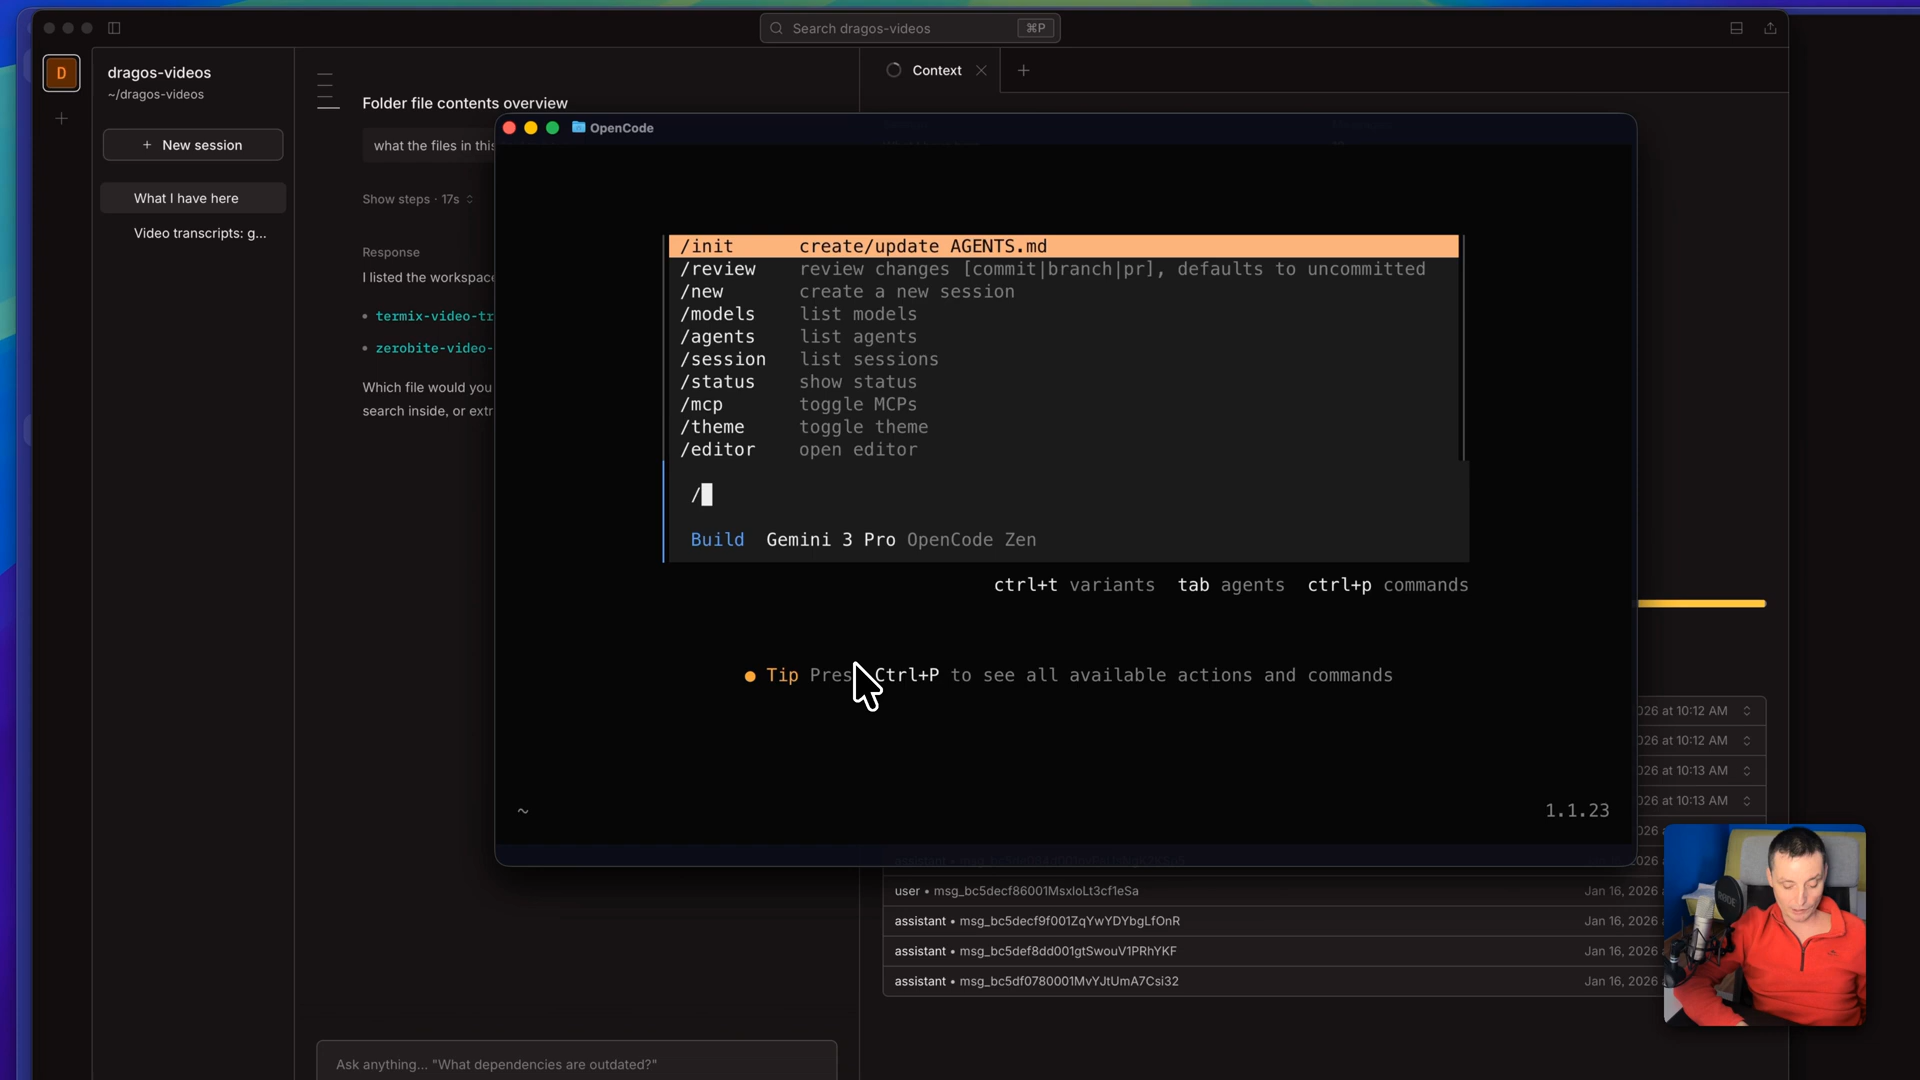 Search dragos-videos
⌘P
D
dragos-videos
~/dragos-videos
+ New session
What I have here
Video transcripts: g...
Folder file contents overview
what the files in this
Show steps · 17s
Response
I listed the workspace
• termix-video-tr
• zerobite-video-
Which file would you
search inside, or extr
Ask anything... "What dependencies are outdated?"
Context
OpenCode
/init create/update AGENTS.md
/review review changes [commit|branch|pr], defaults to uncommitted
/new create a new session
/models list models
/agents list agents
/session list sessions
/status show status
/mcp toggle MCPs
/theme toggle theme
/editor open editor
/
Build Gemini 3 Pro OpenCode Zen
ctrl+t variants tab agents ctrl+p commands
● Tip Pres Ctrl+P to see all available actions and commands
~ 1.1.23
026 at 10:12 AM
026 at 10:12 AM
026 at 10:13 AM
026 at 10:13 AM
026
assistant 026
user • msg_bc5decf86001MsxIoLt3cf1eSa Jan 16, 2026
assistant • msg_bc5decf9f001ZqYwYDYbgLfOnR Jan 16, 2026
assistant • msg_bc5def8dd001gtSwouV1PRhYKF Jan 16, 2026
assistant • msg_bc5df0780001MvYJtUmA7Csi32 Jan 16, 2026